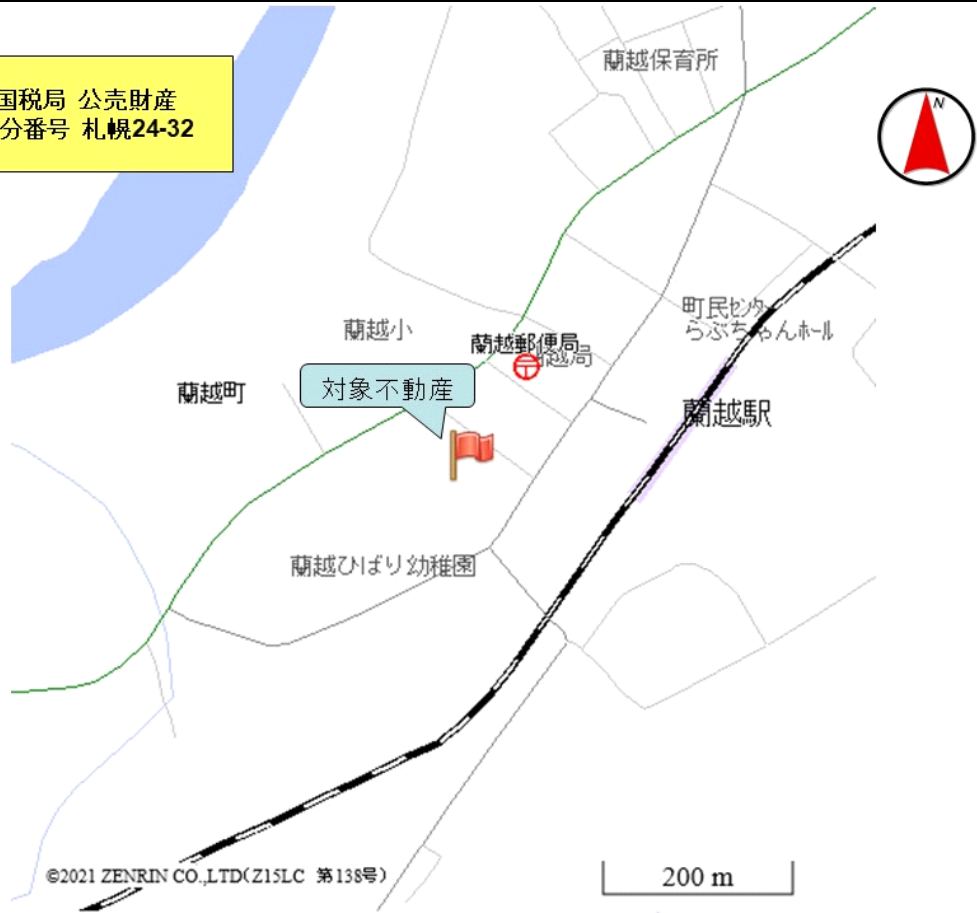 国税局 公売財産
分番号 札幌24-32
蘭越保育所
N
町民センター
らぶちゃんホール
蘭越小
蘭越郵便局
越局
対象不動産
蘭越町
蘭越駅
蘭越ひばり幼稚園
©2021 ZENRIN CO.,LTD(Z15LC 第138号)
200 m